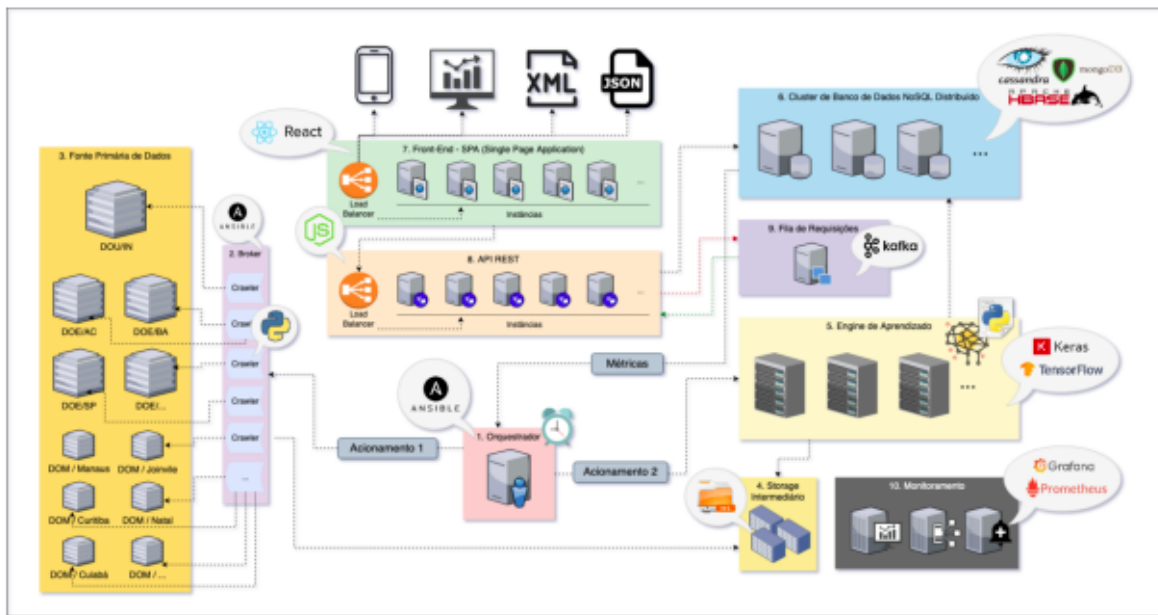 XML
JSON
cassandra
mongoDB
APACHE
HBASE
React
7. Front-End - SPA (Single Page Application)
Load
Balancer
Instâncias
...
6. Cluster de Banco de Dados NoSQL Distribuído
...
3. Fonte Primária de Dados
DOU/IN
DOE/AC
DOE/BA
DOE/SP
DOE/...
DOM / Manaus
DOM / Joinvile
DOM / Curitiba
DOM / Natal
DOM / Cuiabá
DOM / ...
ANSIBLE
2. Broker
Crawler
Crawler
Crawler
Crawler
Crawler
...
JS
8. API REST
Load
Balancer
Instâncias
...
9. Fila de Requisições
kafka
5. Engine de Aprendizado
...
Keras
TensorFlow
Métricas
ANSIBLE
1. Orquestrador
Acionamento 1
Acionamento 2
4. Storage
Intermediário
10. Monitoramento
Grafana
Prometheus